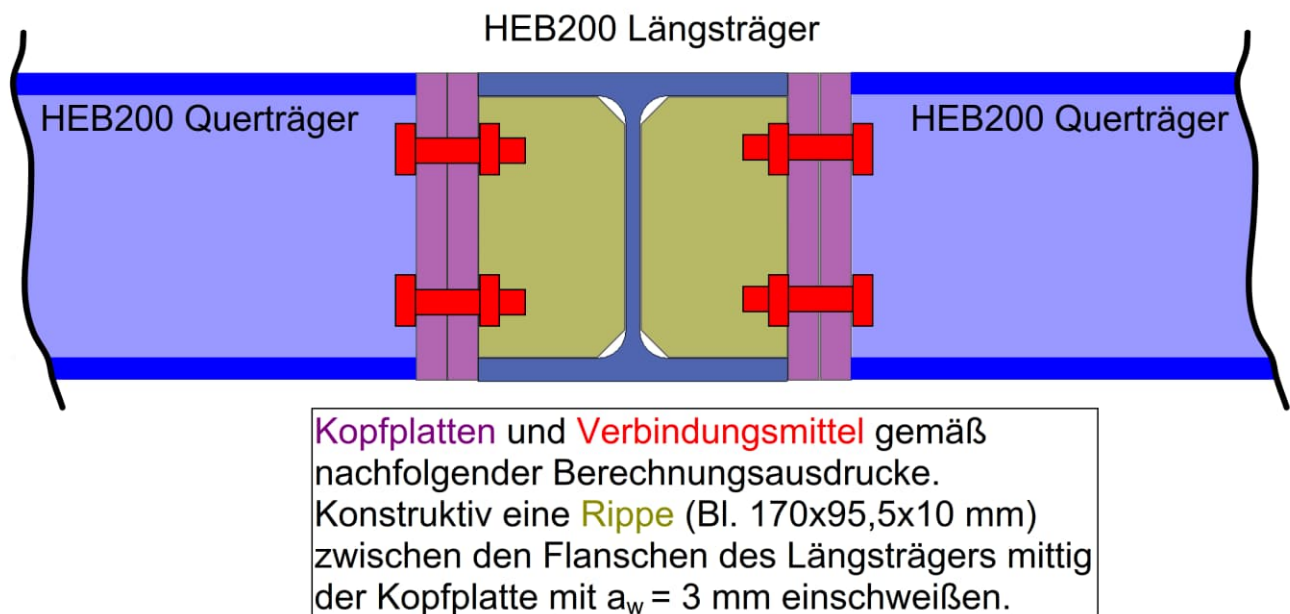 HEB200 Längsträger
HEB200 Querträger
HEB200 Querträger
Kopfplatten und Verbindungsmittel gemäß
nachfolgender Berechnungsausdrucke.
Konstruktiv eine Rippe (Bl. 170x95,5x10 mm)
zwischen den Flanschen des Längsträgers mittig
der Kopfplatte mit a_w = 3 mm einschweißen.